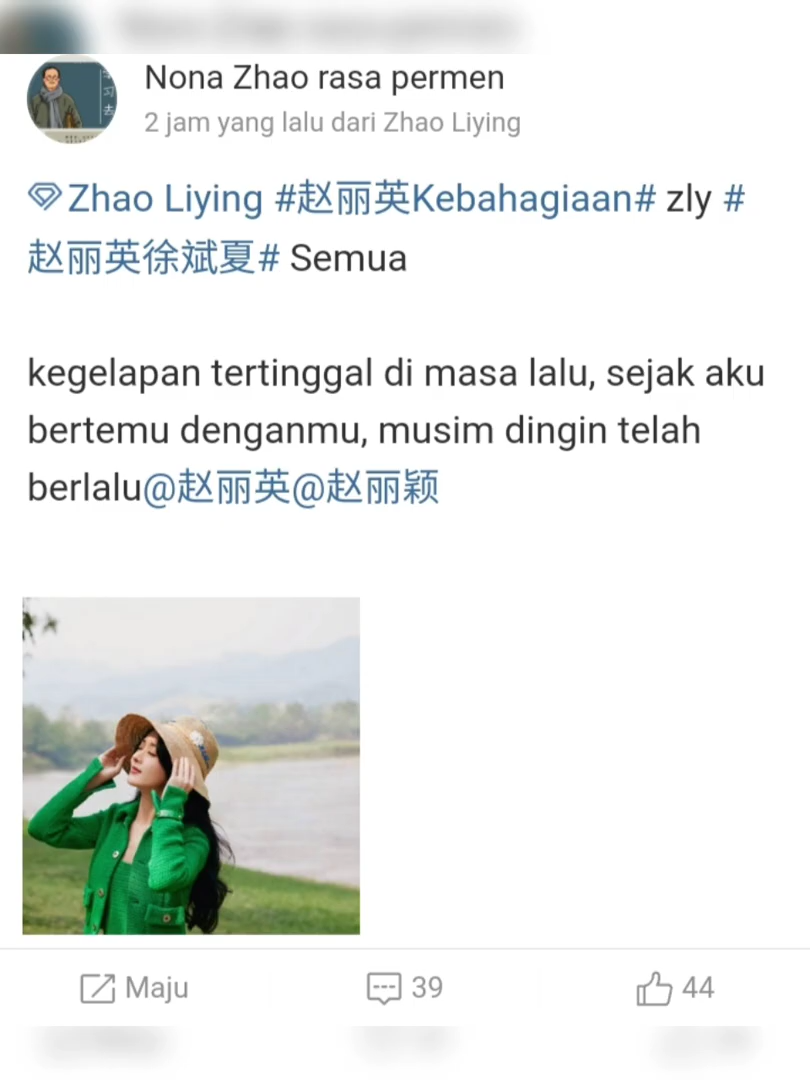 Nona Zhao rasa permen
2 jam yang lalu dari Zhao Liying
Zhao Liying #赵丽英Kebahagiaan# zly #
赵丽英徐斌夏# Semua
kegelapan tertinggal di masa lalu, sejak aku
bertemu denganmu, musim dingin telah
berlalu@赵丽英@赵丽颖
Maju
39
44